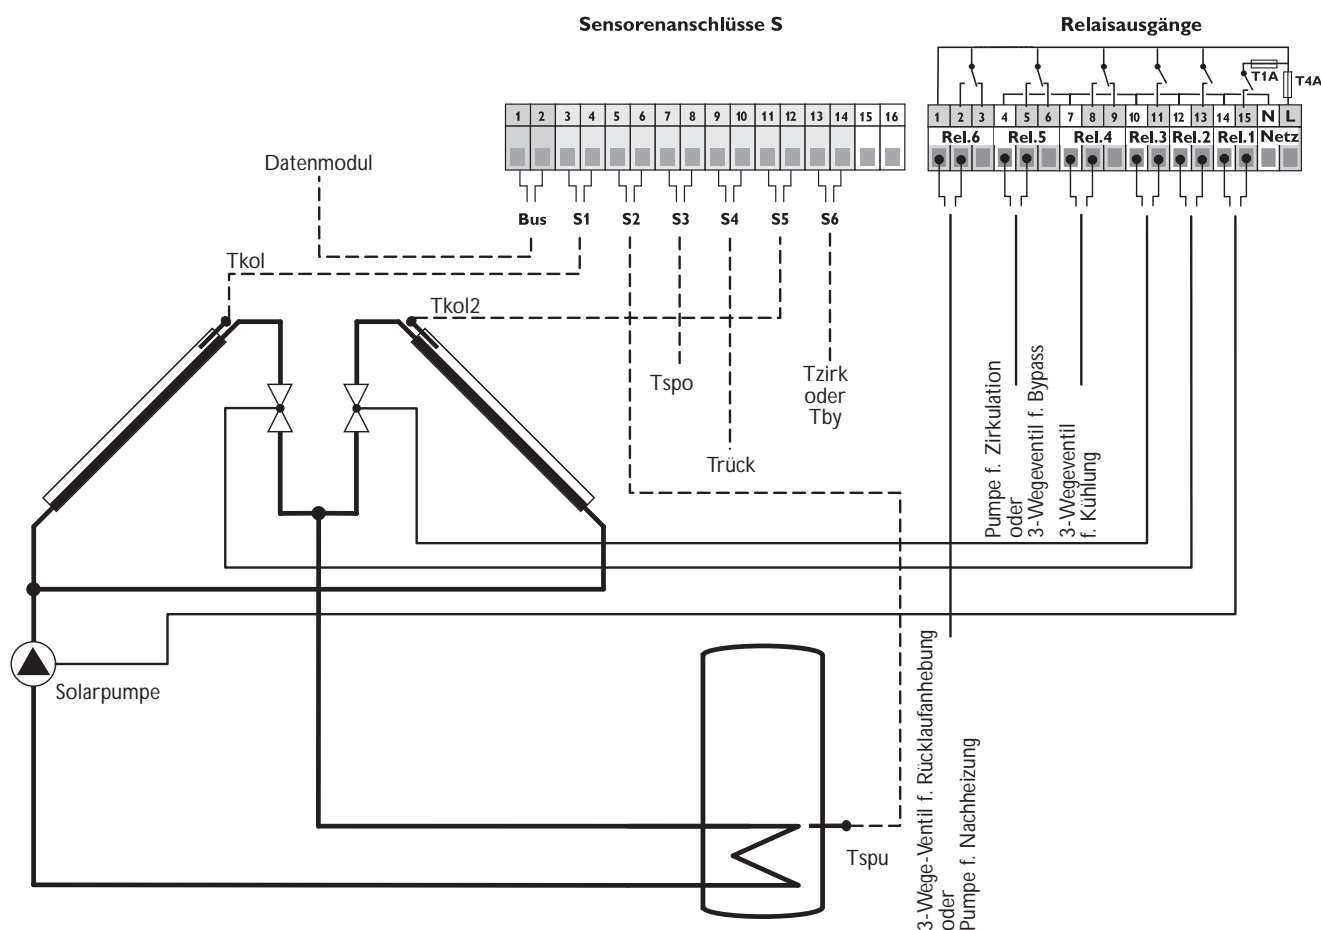 Sensorenanschlüsse S
Relaisausgänge
T1A
T4A
1 2 3 4 5 6 7 8 9 10 11 12 13 14 15 16
1 2 3 4 5 6 7 8 9 10 11 12 13 14 15 N L
Rel.6 Rel.5 Rel.4 Rel.3 Rel.2 Rel.1 Netz
Datenmodul
Bus S1 S2 S3 S4 S5 S6
Tkol
Tkol2
Tspo
Tzirk
oder
Tby
Trück
Pumpe f. Zirkulation
oder
3-Wegeventil f. Bypass
3-Wegeventil
f. Kühlung
Solarpumpe
Tspu
3-Wege-Ventil f. Rücklaufanhebung
oder
Pumpe f. Nachheizung